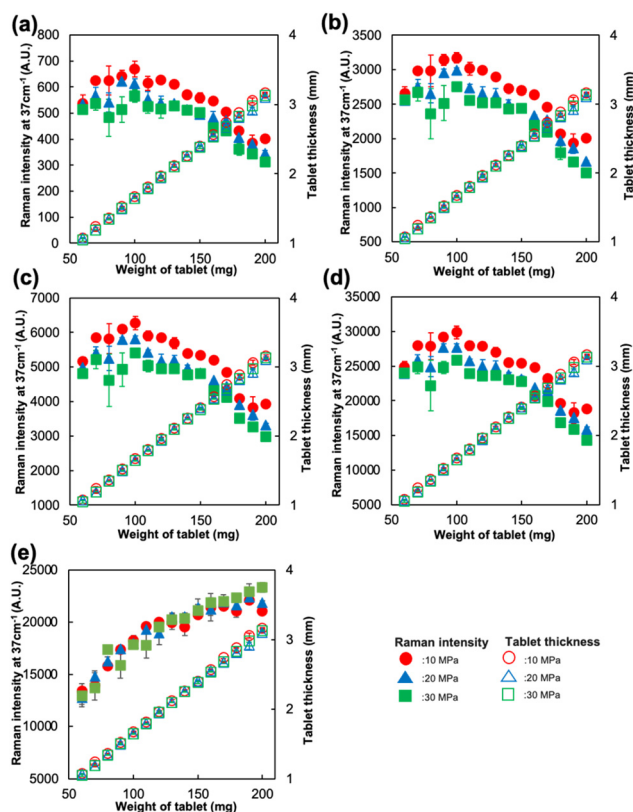 (a)
800
700
600
500
400
300
200
100
0
Raman intensity at 37cm⁻¹ (A.U.)
4
3
2
1
Tablet thickness (mm)
50 100 150 200
Weight of tablet (mg)
(b)
3500
3000
2500
2000
1500
1000
500
Raman intensity at 37cm⁻¹ (A.U.)
4
3
2
1
Tablet thickness (mm)
50 100 150 200
Weight of tablet (mg)
(c)
7000
6000
5000
4000
3000
2000
1000
Raman intensity at 37cm⁻¹ (A.U.)
4
3
2
1
Tablet thickness (mm)
50 100 150 200
Weight of tablet (mg)
(d)
35000
30000
25000
20000
15000
10000
5000
Raman intensity at 37cm⁻¹ (A.U.)
4
3
2
1
Tablet thickness (mm)
50 100 150 200
Weight of tablet (mg)
(e)
25000
20000
15000
10000
5000
Raman intensity at 37cm⁻¹ (A.U.)
4
3
2
1
Tablet thickness (mm)
50 100 150 200
Weight of tablet (mg)
Raman intensity Tablet thickness
:10 MPa :10 MPa
:20 MPa :20 MPa
:30 MPa :30 MPa